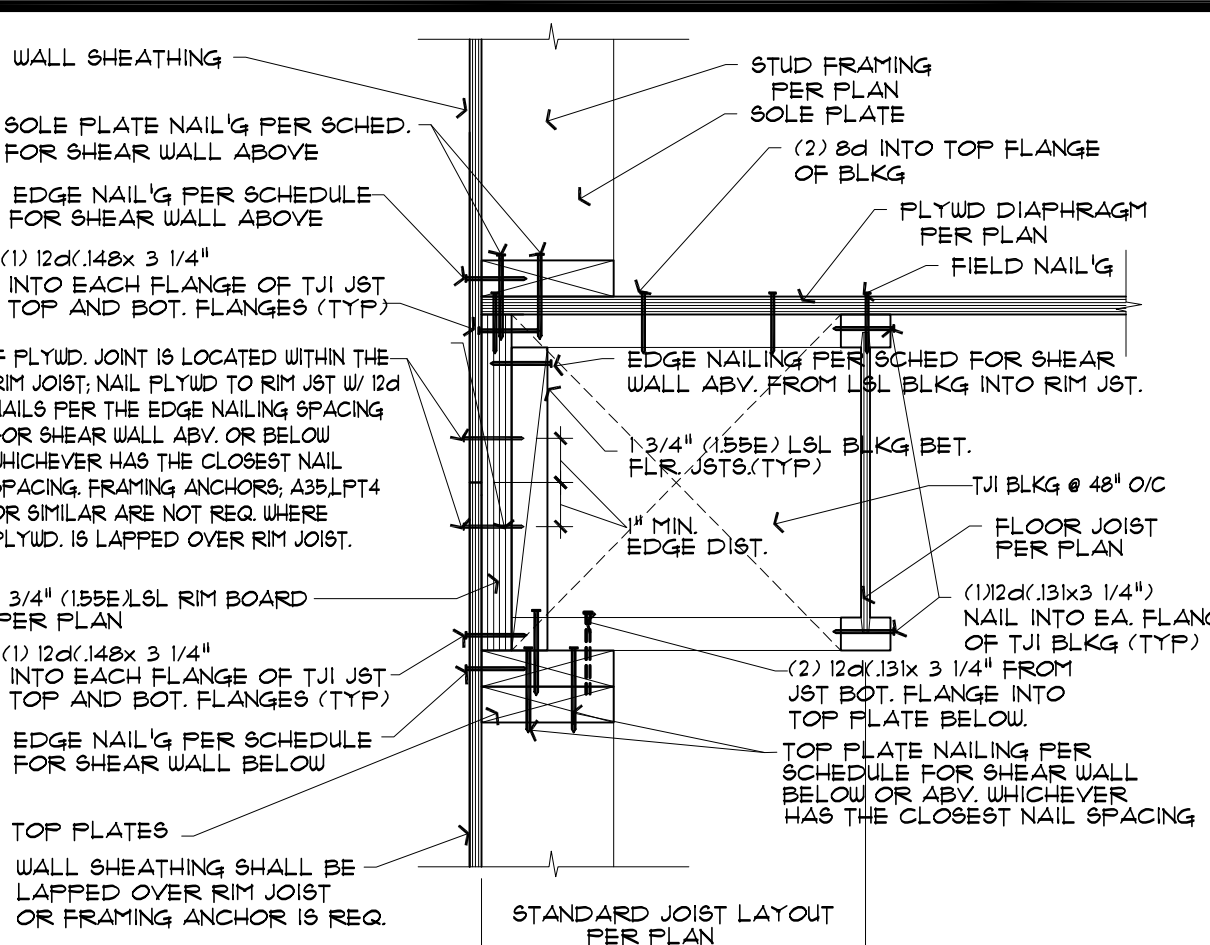 WALL SHEATHING
SOLE PLATE NAIL'G PER SCHED.
FOR SHEAR WALL ABOVE
EDGE NAIL'G PER SCHEDULE
FOR SHEAR WALL ABOVE
(1) 12d(.148x 3 1/4"
INTO EACH FLANGE OF TJI JST
TOP AND BOT. FLANGES (TYP)
PLYWD. JOINT IS LOCATED WITHIN THE
RIM JOIST; NAIL PLYWD TO RIM JST W/ 12d
NAILS PER THE EDGE NAILING SPACING
FOR SHEAR WALL ABV. OR BELOW
WHICHEVER HAS THE CLOSEST NAIL
SPACING. FRAMING ANCHORS; A35,LPT4
OR SIMILAR ARE NOT REQ. WHERE
PLYWD. IS LAPPED OVER RIM JOIST.
3/4" (1.55E)LSL RIM BOARD
PER PLAN
(1) 12d(.148x 3 1/4"
INTO EACH FLANGE OF TJI JST
TOP AND BOT. FLANGES (TYP)
EDGE NAIL'G PER SCHEDULE
FOR SHEAR WALL BELOW
TOP PLATES
WALL SHEATHING SHALL BE
LAPPED OVER RIM JOIST
OR FRAMING ANCHOR IS REQ.
STUD FRAMING
PER PLAN
SOLE PLATE
(2) 8d INTO TOP FLANGE
OF BLKG
PLYWD DIAPHRAGM
PER PLAN
FIELD NAIL'G
EDGE NAILING PER SCHED FOR SHEAR
WALL ABV. FROM LSL BLKG INTO RIM JST.
1 3/4" (1.55E) LSL BLKG BET.
FLR. JSTS.(TYP)
TJI BLKG @ 48" O/C
1" MIN.
EDGE DIST.
FLOOR JOIST
PER PLAN
(1)12d(.131x3 1/4")
NAIL INTO EA. FLANG
OF TJI BLKG (TYP)
(2) 12d(.131x 3 1/4" FROM
JST BOT. FLANGE INTO
TOP PLATE BELOW.
TOP PLATE NAILING PER
SCHEDULE FOR SHEAR WALL
BELOW OR ABV. WHICHEVER
HAS THE CLOSEST NAIL SPACING
STANDARD JOIST LAYOUT
PER PLAN